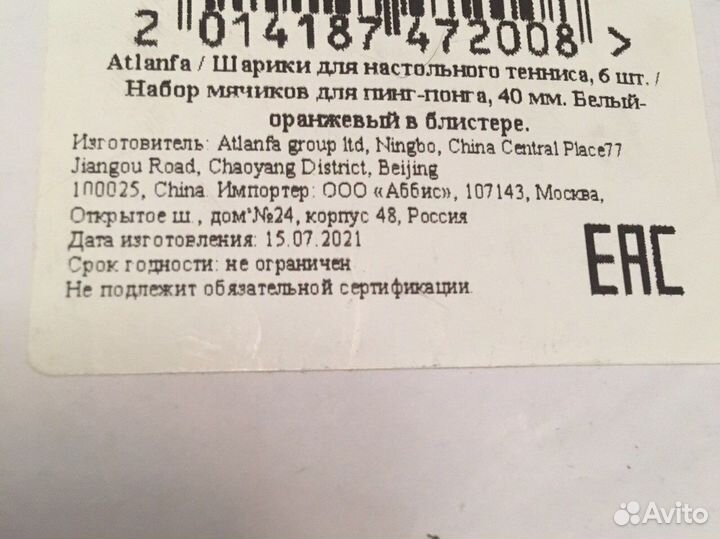 2 014187 472008 >
Atlanfa / Шарики для настольного тенниса, 6 шт. /
Набор мячиков для пинг-понга, 40 мм. Белый-
оранжевый в блистере.
Изготовитель: Atlanfa group ltd, Ningbo, China Central Place77
Jiangou Road, Chaoyang District, Beijing
100025, China. Импортер: ООО «Аббис», 107143, Москва,
Открытое ш., дом №24, корпус 48, Россия
Дата изготовления: 15.07.2021
Срок годности: не ограничен
Не подлежит обязательной сертификации
EAC
Avito